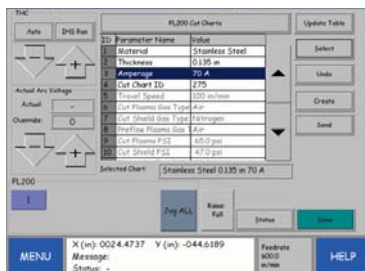 THC
FL200 Cut Charts
Update Table
Auto
IHS Run
ID Parameter Name Value
1 Material Stainless Steel
2 Thickness 0.135 in
3 Amperage 70 A
4 Cut Chart ID 275
5 Travel Speed 100 in/min
6 Cut Plasma Gas Type Air
7 Cut Shield Gas Type Nitrogen
8 Preflow Plasma Gas T Air
9 Cut Plasma PSI 65.0 psi
10 Cut Shield PSI 47.0 psi
Select
Undo
Create
Send
Actual Arc Voltage
Actual: -
Override: 0
Selected Chart: Stainless Steel 0.135 in 70 A
FL200
1
Jog ALL
Raise:
Full
Status
Done
MENU
X (in): 0024.4737 Y (in): -044.6189
Message:
Status: -
Feedrate
600.0
in/min
HELP